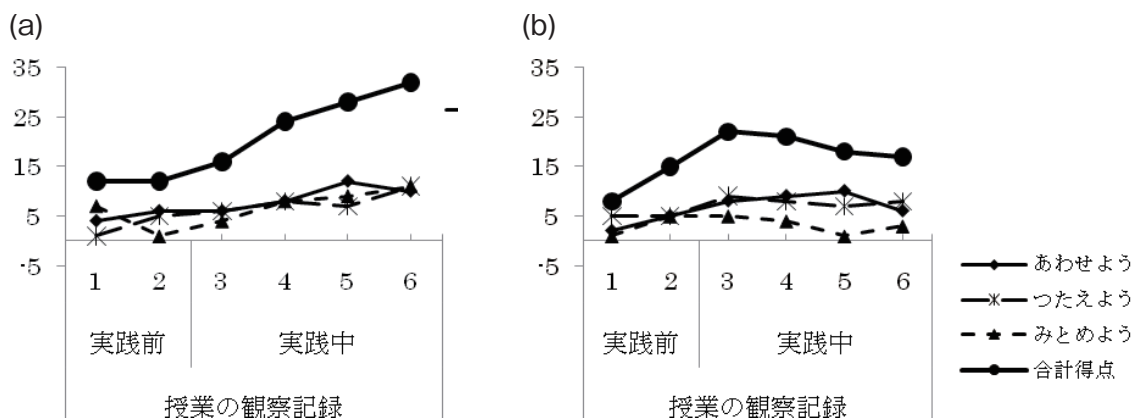 (a)
35
25
15
5
-5
1 2 3 4 5 6
実践前 実践中
授業の観察記録
(b)
35
25
15
5
-5
1 2 3 4 5 6
実践前 実践中
授業の観察記録
あわせよう
つたえよう
みとめよう
合計得点